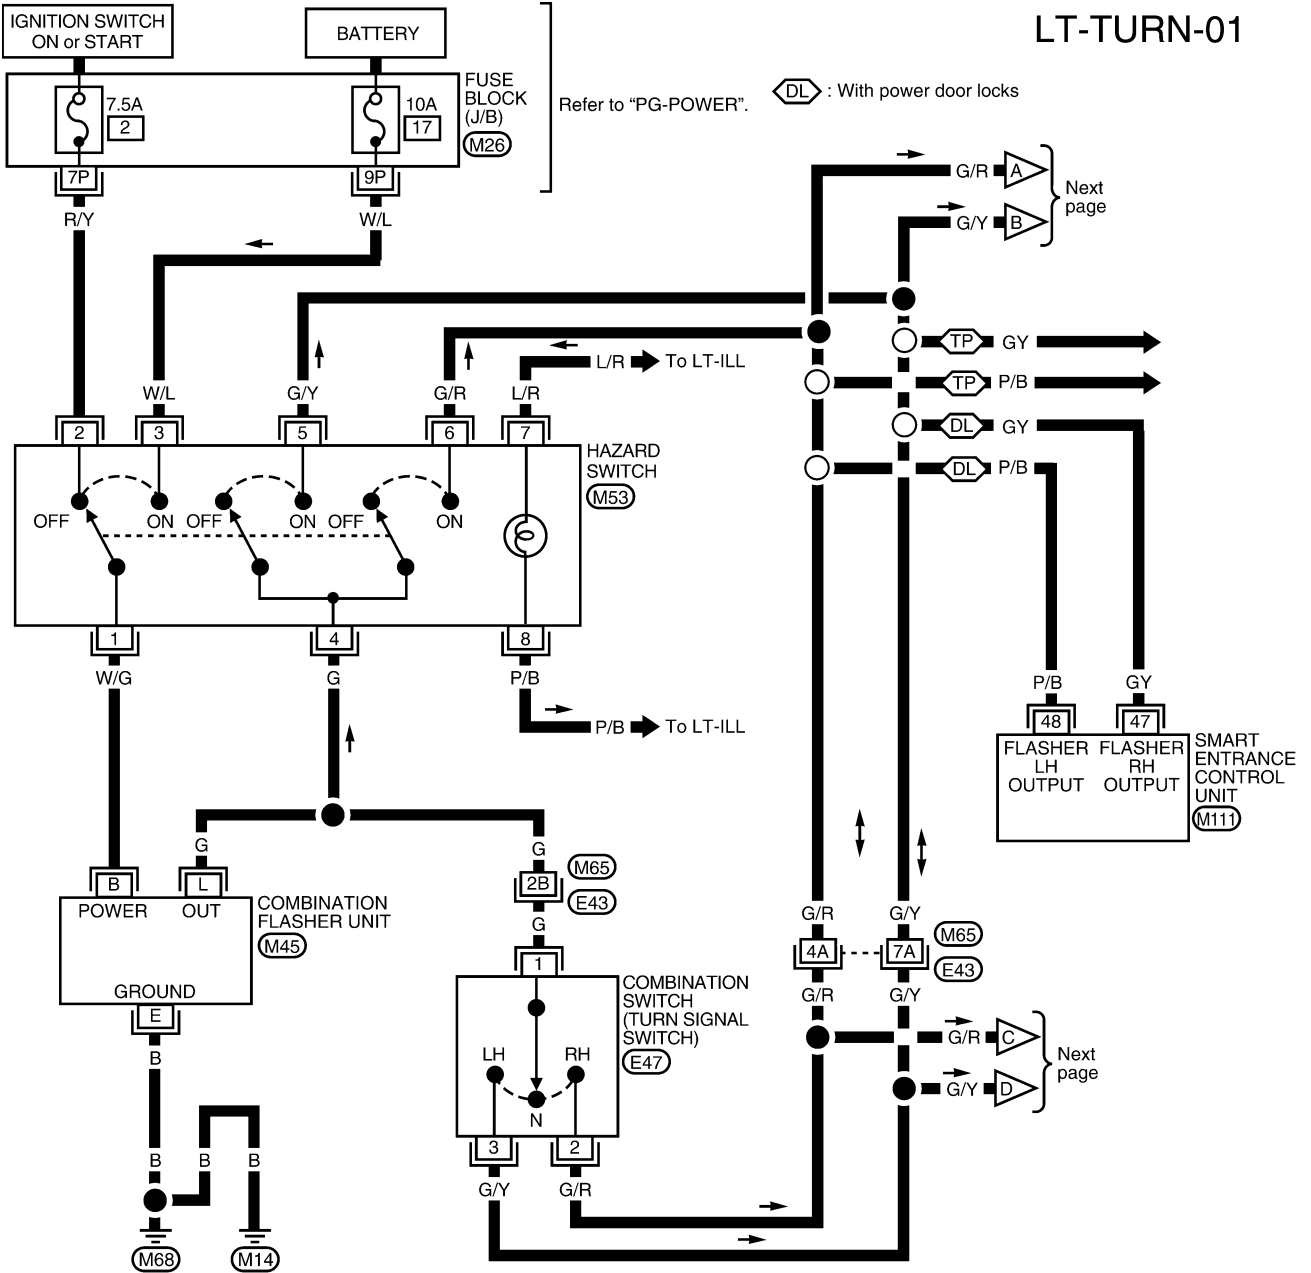 LT-TURN-01
IGNITION SWITCH
ON or START
BATTERY
7.5A
2
10A
17
FUSE
BLOCK
(J/B)
M26
Refer to “PG-POWER”.
DL : With power door locks
7P
9P
R/Y
W/L
G/R
A
G/Y
B
Next
page
TP
GY
TP
P/B
DL
GY
DL
P/B
L/R
To LT-ILL
W/L
G/Y
G/R
L/R
2
3
5
6
7
HAZARD
SWITCH
M53
OFF
ON
OFF
ON
OFF
ON
1
4
8
W/G
G
P/B
P/B
To LT-ILL
P/B
GY
48
47
FLASHER
LH
OUTPUT
FLASHER
RH
OUTPUT
SMART
ENTRANCE
CONTROL
UNIT
M111
G
G
B
L
POWER
OUT
GROUND
COMBINATION
FLASHER UNIT
M45
E
B
B
B
B
M68
M14
2B
M65
E43
G
1
COMBINATION
SWITCH
(TURN SIGNAL
SWITCH)
E47
LH
RH
N
3
2
G/Y
G/R
G/R
G/Y
4A
7A
M65
E43
G/R
G/Y
G/R
C
G/Y
D
Next
page